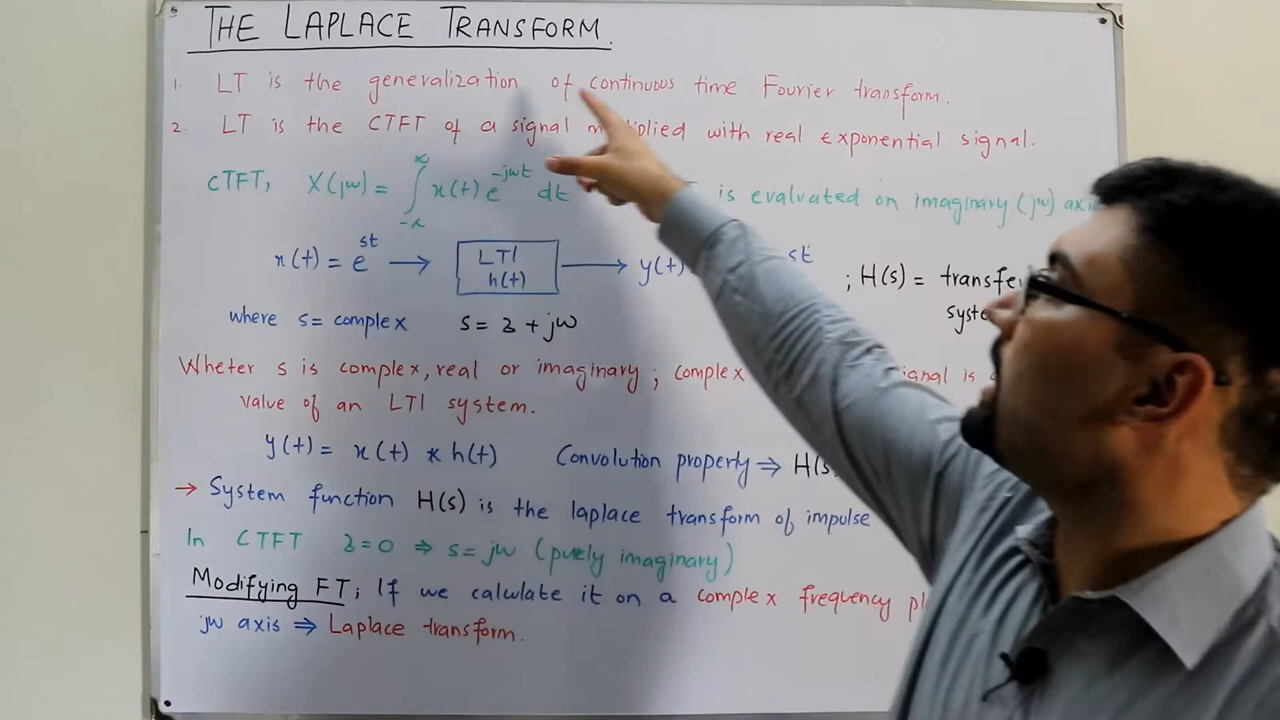 THE LAPLACE TRANSFORM.
1. LT is the generalization of continuous time Fourier transform.
2. LT is the CTFT of a signal with real exponential signal.
CTFT, X(jω) = ∫_{-∞}^{∞} x(t) e^{-jωt} dt is evaluated on imaginary (jω)
x(t) = e^{st} → LTI h(t) → y(t) st ; H(s) =
where s = complex s = 3 + jω
Wheter s is complex, real or imaginary ; complex is
value of an LTI system.
y(t) = x(t) * h(t) Convolution property ⇒
→ System function H(s) is the laplace transform of impulse
In CTFT 3=0 ⇒ s = jω (purely imaginary)
Modifying FT; If we calculate it on a complex frequency
jω axis ⇒ Laplace transform.